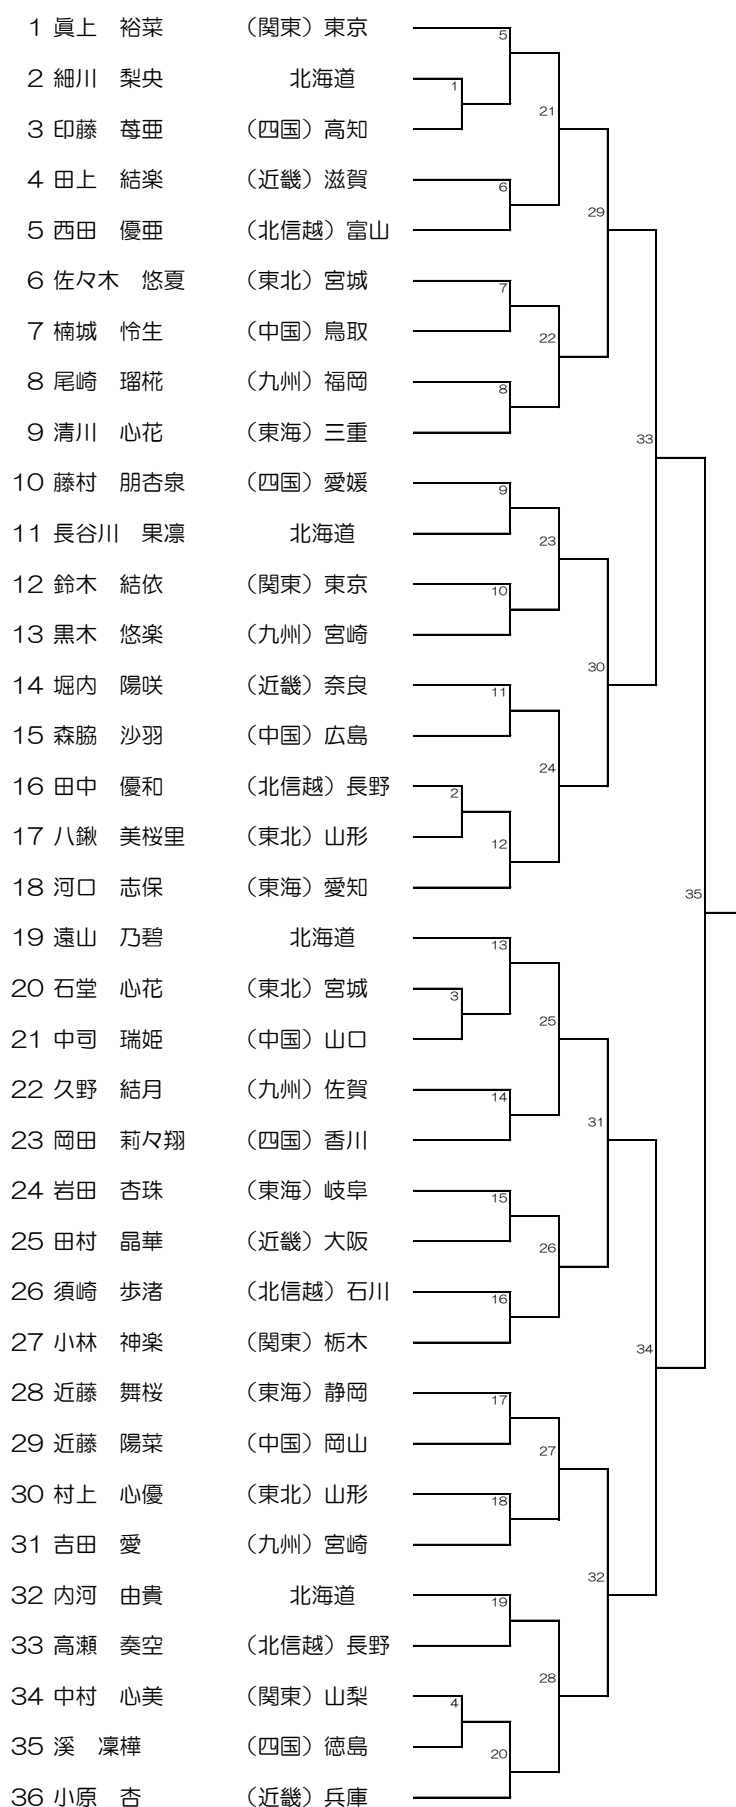 1 眞上 裕菜 （関東）東京
5
2 細川 梨央 北海道
1
21
3 印藤 苺亜 （四国）高知
4 田上 結楽 （近畿）滋賀
6
29
5 西田 優亜 （北信越）富山
6 佐々木 悠夏 （東北）宮城
7
7 楠城 怜生 （中国）鳥取
22
8 尾崎 瑠椛 （九州）福岡
8
9 清川 心花 （東海）三重
33
10 藤村 朋杏泉 （四国）愛媛
9
11 長谷川 果凛 北海道
23
12 鈴木 結依 （関東）東京
10
13 黒木 悠楽 （九州）宮崎
30
14 堀内 陽咲 （近畿）奈良
11
15 森脇 沙羽 （中国）広島
24
16 田中 優和 （北信越）長野
2
17 八鍬 美桜里 （東北）山形
12
18 河口 志保 （東海）愛知
35
19 遠山 乃碧 北海道
13
20 石堂 心花 （東北）宮城
3
25
21 中司 瑞姫 （中国）山口
22 久野 結月 （九州）佐賀
14
31
23 岡田 莉々翔 （四国）香川
24 岩田 杏珠 （東海）岐阜
15
25 田村 晶華 （近畿）大阪
26
26 須崎 歩渚 （北信越）石川
16
27 小林 神楽 （関東）栃木
34
28 近藤 舞桜 （東海）静岡
17
29 近藤 陽菜 （中国）岡山
27
30 村上 心優 （東北）山形
18
31 吉田 愛 （九州）宮崎
32
32 内河 由貴 北海道
19
33 高瀬 奏空 （北信越）長野
28
34 中村 心美 （関東）山梨
4
35 溪 凜樺 （四国）徳島
20
36 小原 杏 （近畿）兵庫